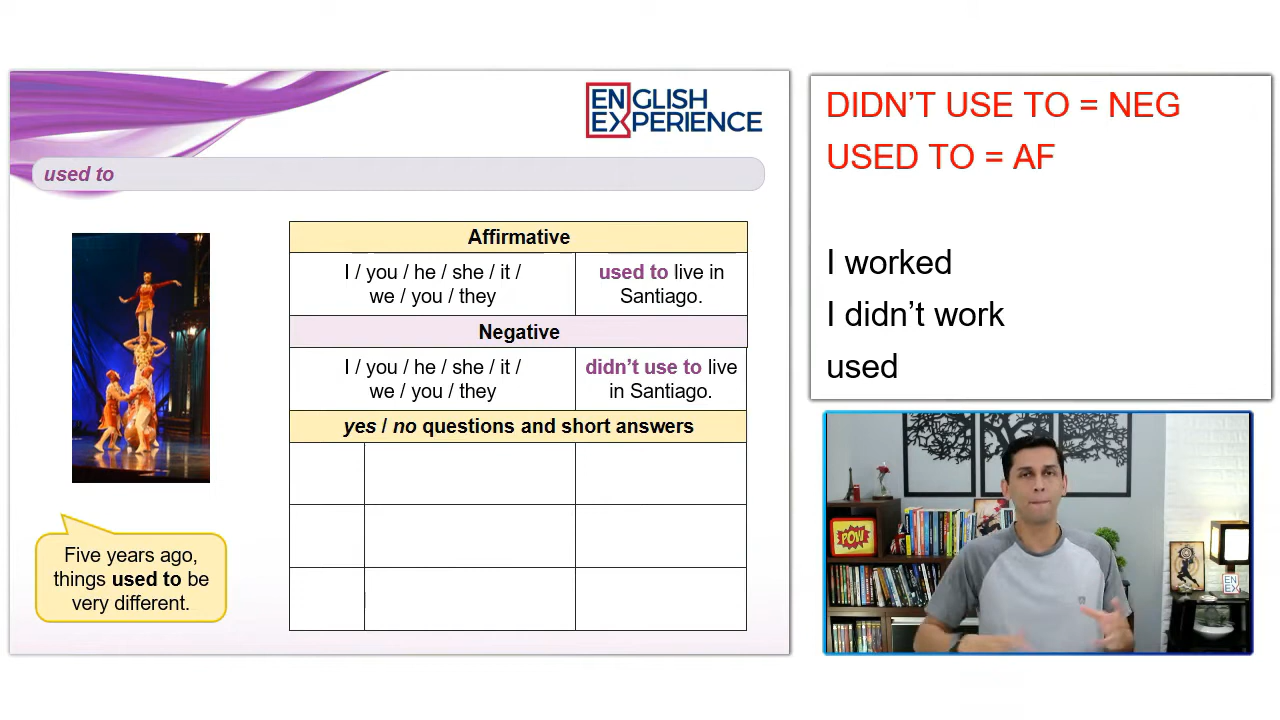 ENGLISH
EXPERIENCE
used to
Affirmative
I / you / he / she / it /
we / you / they
used to live in
Santiago.
Negative
I / you / he / she / it /
we / you / they
didn’t use to live
in Santiago.
yes / no questions and short answers
Five years ago,
things used to be
very different.
DIDN’T USE TO = NEG
USED TO = AF
I worked
I didn’t work
used
POW
EN
EX